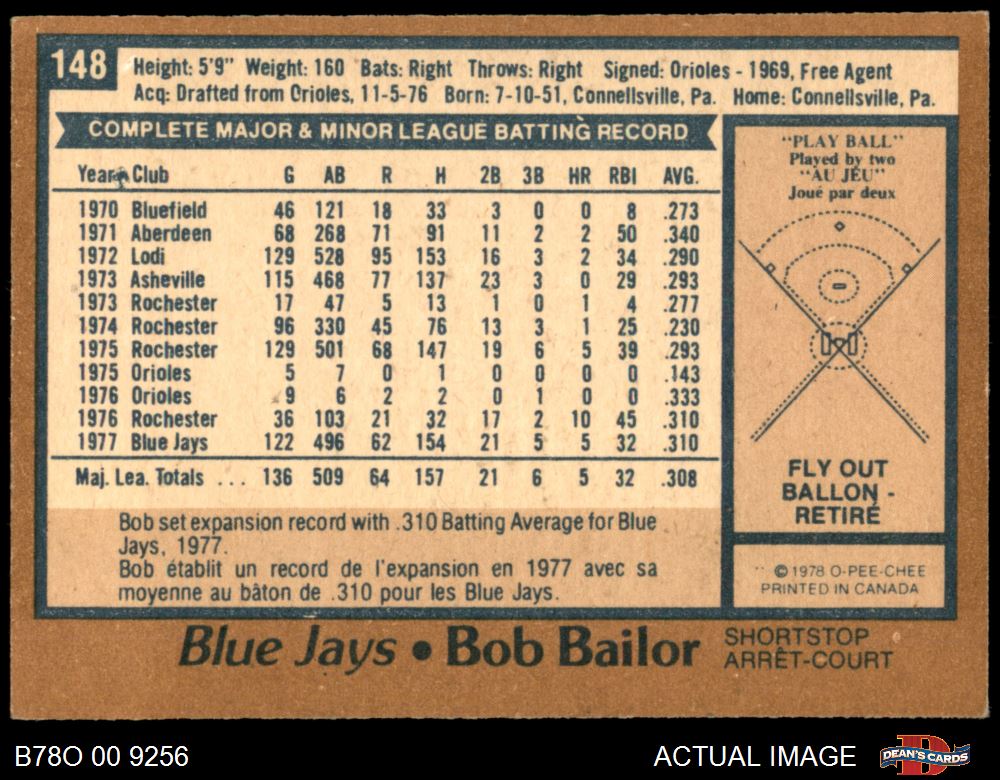 148
Height: 5'9" Weight: 160 Bats: Right Throws: Right Signed: Orioles - 1969, Free Agent
Acq: Drafted from Orioles, 11-5-76 Born: 7-10-51, Connellsville, Pa. Home: Connellsville, Pa.
COMPLETE MAJOR & MINOR LEAGUE BATTING RECORD
Year Club G AB R H 2B 3B HR RBI AVG.
1970 Bluefield 46 121 18 33 3 0 0 8 .273
1971 Aberdeen 68 268 71 91 11 2 2 50 .340
1972 Lodi 129 528 95 153 16 3 2 34 .290
1973 Asheville 115 468 77 137 23 3 0 29 .293
1973 Rochester 17 47 5 13 1 0 1 4 .277
1974 Rochester 96 330 45 76 13 3 1 25 .230
1975 Rochester 129 501 68 147 19 6 5 39 .293
1975 Orioles 5 7 0 1 0 0 0 0 .143
1976 Orioles 9 6 2 2 0 1 0 0 .333
1976 Rochester 36 103 21 32 17 2 10 45 .310
1977 Blue Jays 122 496 62 154 21 5 5 32 .310
Maj. Lea. Totals ... 136 509 64 157 21 6 5 32 .308
Bob set expansion record with .310 Batting Average for Blue
Jays, 1977.
Bob établit un record de l'expansion en 1977 avec sa
moyenne au bâton de .310 pour les Blue Jays.
"PLAY BALL"
Played by two
"AU JEU"
Joué par deux
FLY OUT
BALLON -
RETIRÉ
©1978 O-PEE-CHEE
PRINTED IN CANADA
Blue Jays • Bob Bailor SHORTSTOP
ARRÊT-COURT
B78O 00 9256
ACTUAL IMAGE
DEAN'S CARDS